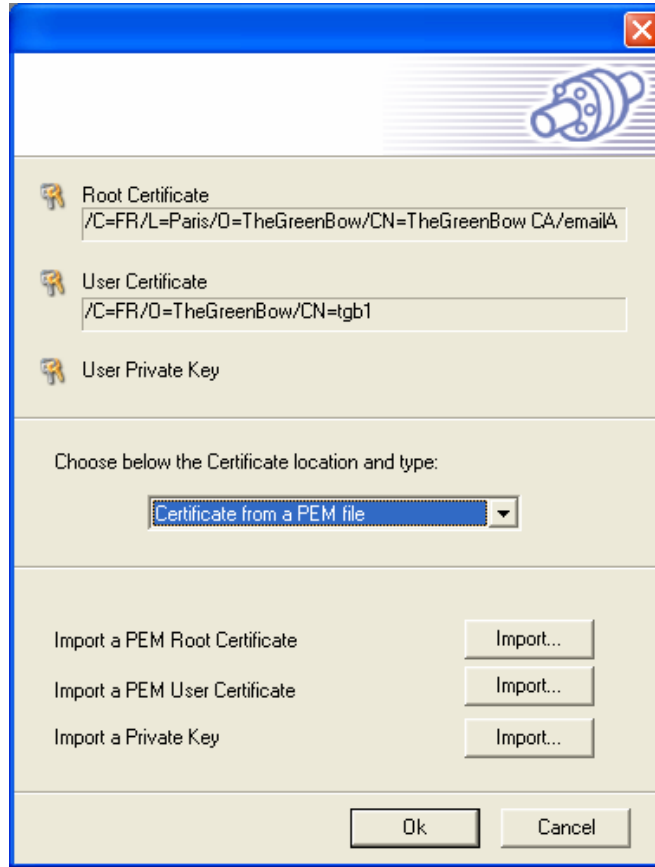 Root Certificate
/C=FR/L=Paris/O=TheGreenBow/CN=TheGreenBow CA/emailA
User Certificate
/C=FR/O=TheGreenBow/CN=tgb1
User Private Key
Choose below the Certificate location and type:
Certificate from a PEM file
Import a PEM Root Certificate Import...
Import a PEM User Certificate Import...
Import a Private Key Import...
Ok Cancel